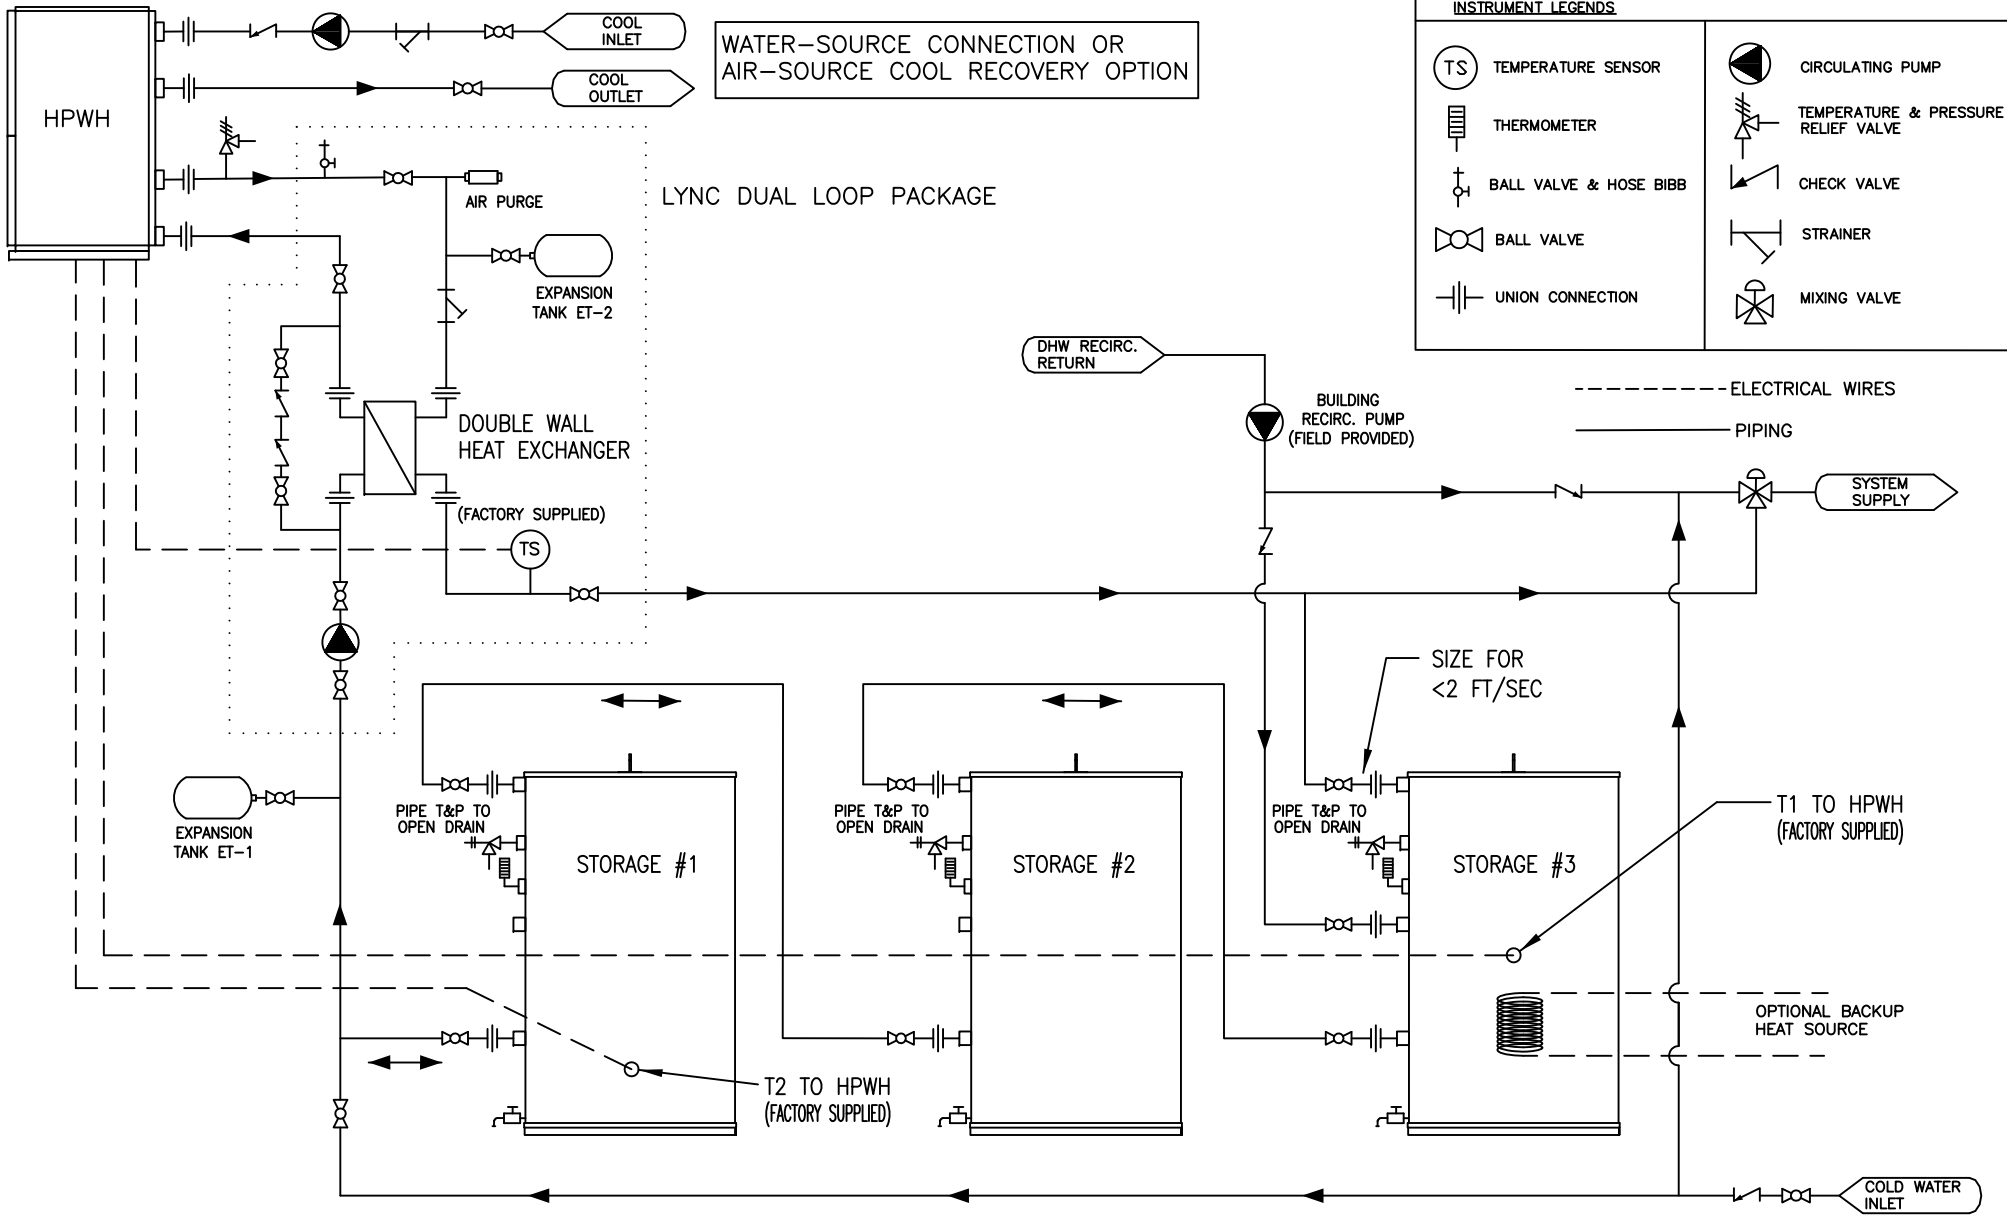 COOL
INLET
COOL
OUTLET
WATER-SOURCE CONNECTION OR
AIR-SOURCE COOL RECOVERY OPTION
HPWH
LYNC DUAL LOOP PACKAGE
AIR PURGE
EXPANSION
TANK ET-2
INSTRUMENT LEGENDS
TS
TEMPERATURE SENSOR
THERMOMETER
BALL VALVE & HOSE BIBB
BALL VALVE
UNION CONNECTION
CIRCULATING PUMP
TEMPERATURE & PRESSURE
RELIEF VALVE
CHECK VALVE
STRAINER
MIXING VALVE
ELECTRICAL WIRES
PIPING
DHW RECIRC.
RETURN
BUILDING
RECIRC. PUMP
(FIELD PROVIDED)
DOUBLE WALL
HEAT EXCHANGER
(FACTORY SUPPLIED)
TS
SYSTEM
SUPPLY
SIZE FOR
<2 FT/SEC
EXPANSION
TANK ET-1
PIPE T&P TO
OPEN DRAIN
STORAGE #1
PIPE T&P TO
OPEN DRAIN
STORAGE #2
PIPE T&P TO
OPEN DRAIN
STORAGE #3
T1 TO HPWH
(FACTORY SUPPLIED)
OPTIONAL BACKUP
HEAT SOURCE
T2 TO HPWH
(FACTORY SUPPLIED)
COLD WATER
INLET